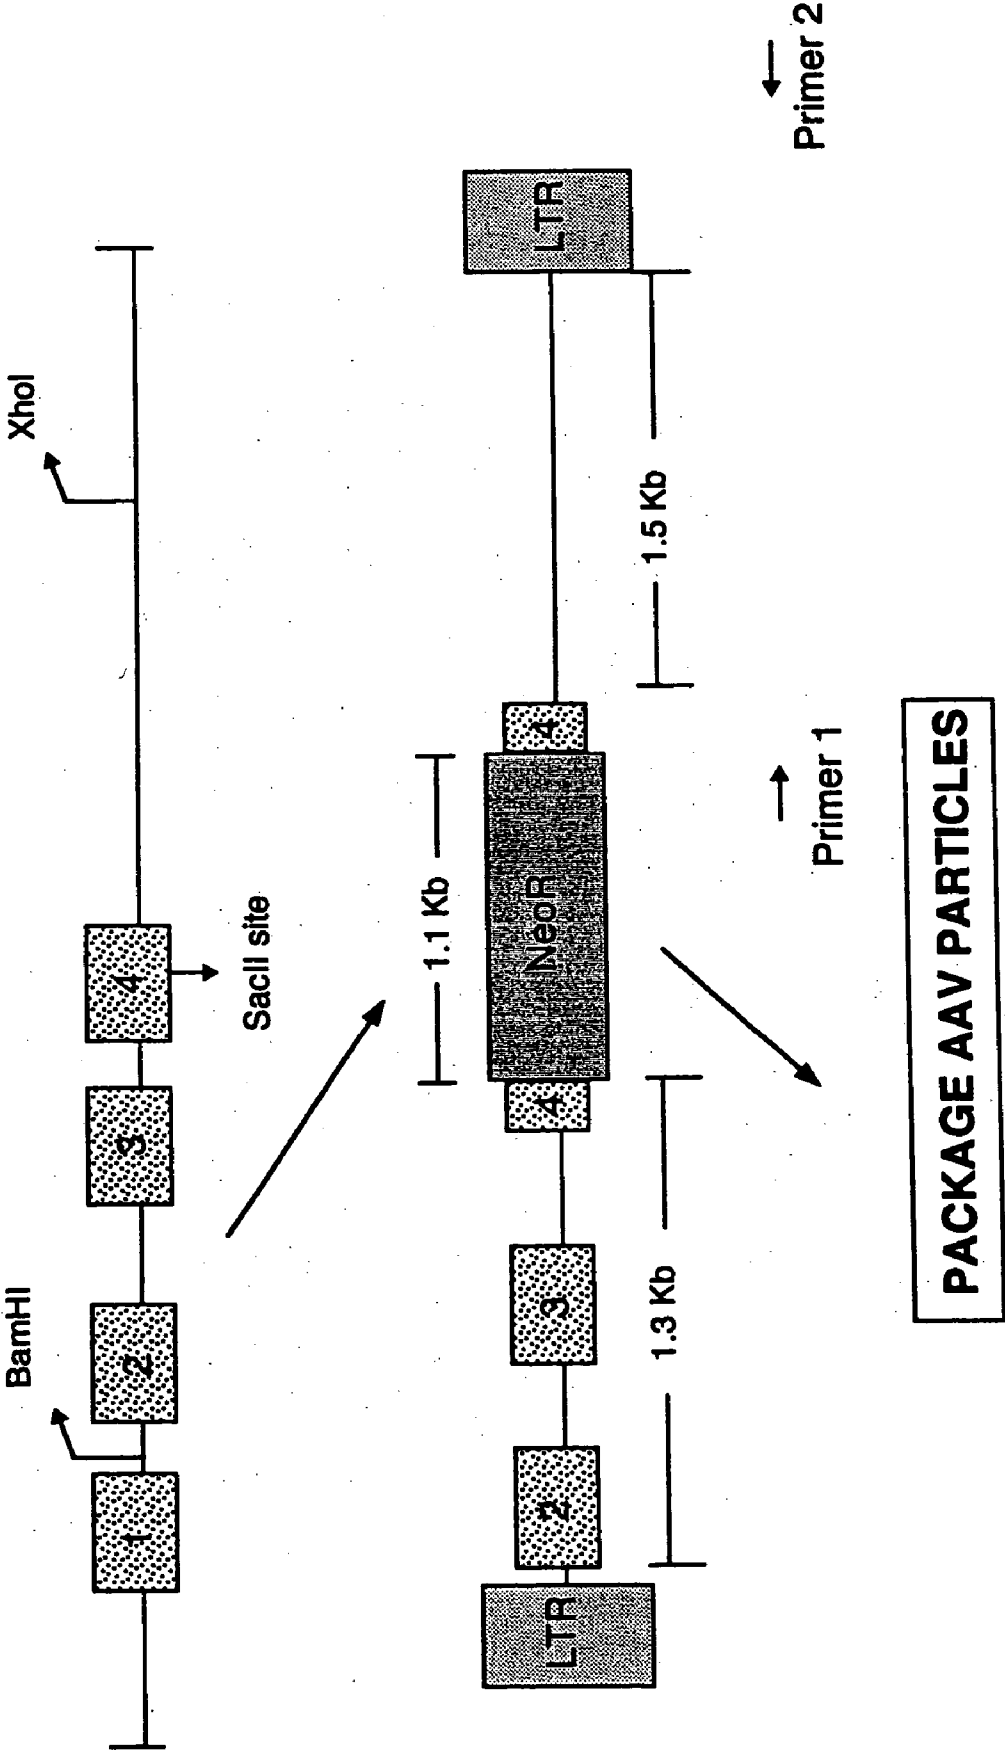 BamHI
XhoI
1
2
3
4
SacII site
1.1 Kb
LTR
2
3
4
NeoR
4
LTR
1.3 Kb
1.5 Kb
Primer 1
Primer 2
PACKAGE AAV PARTICLES